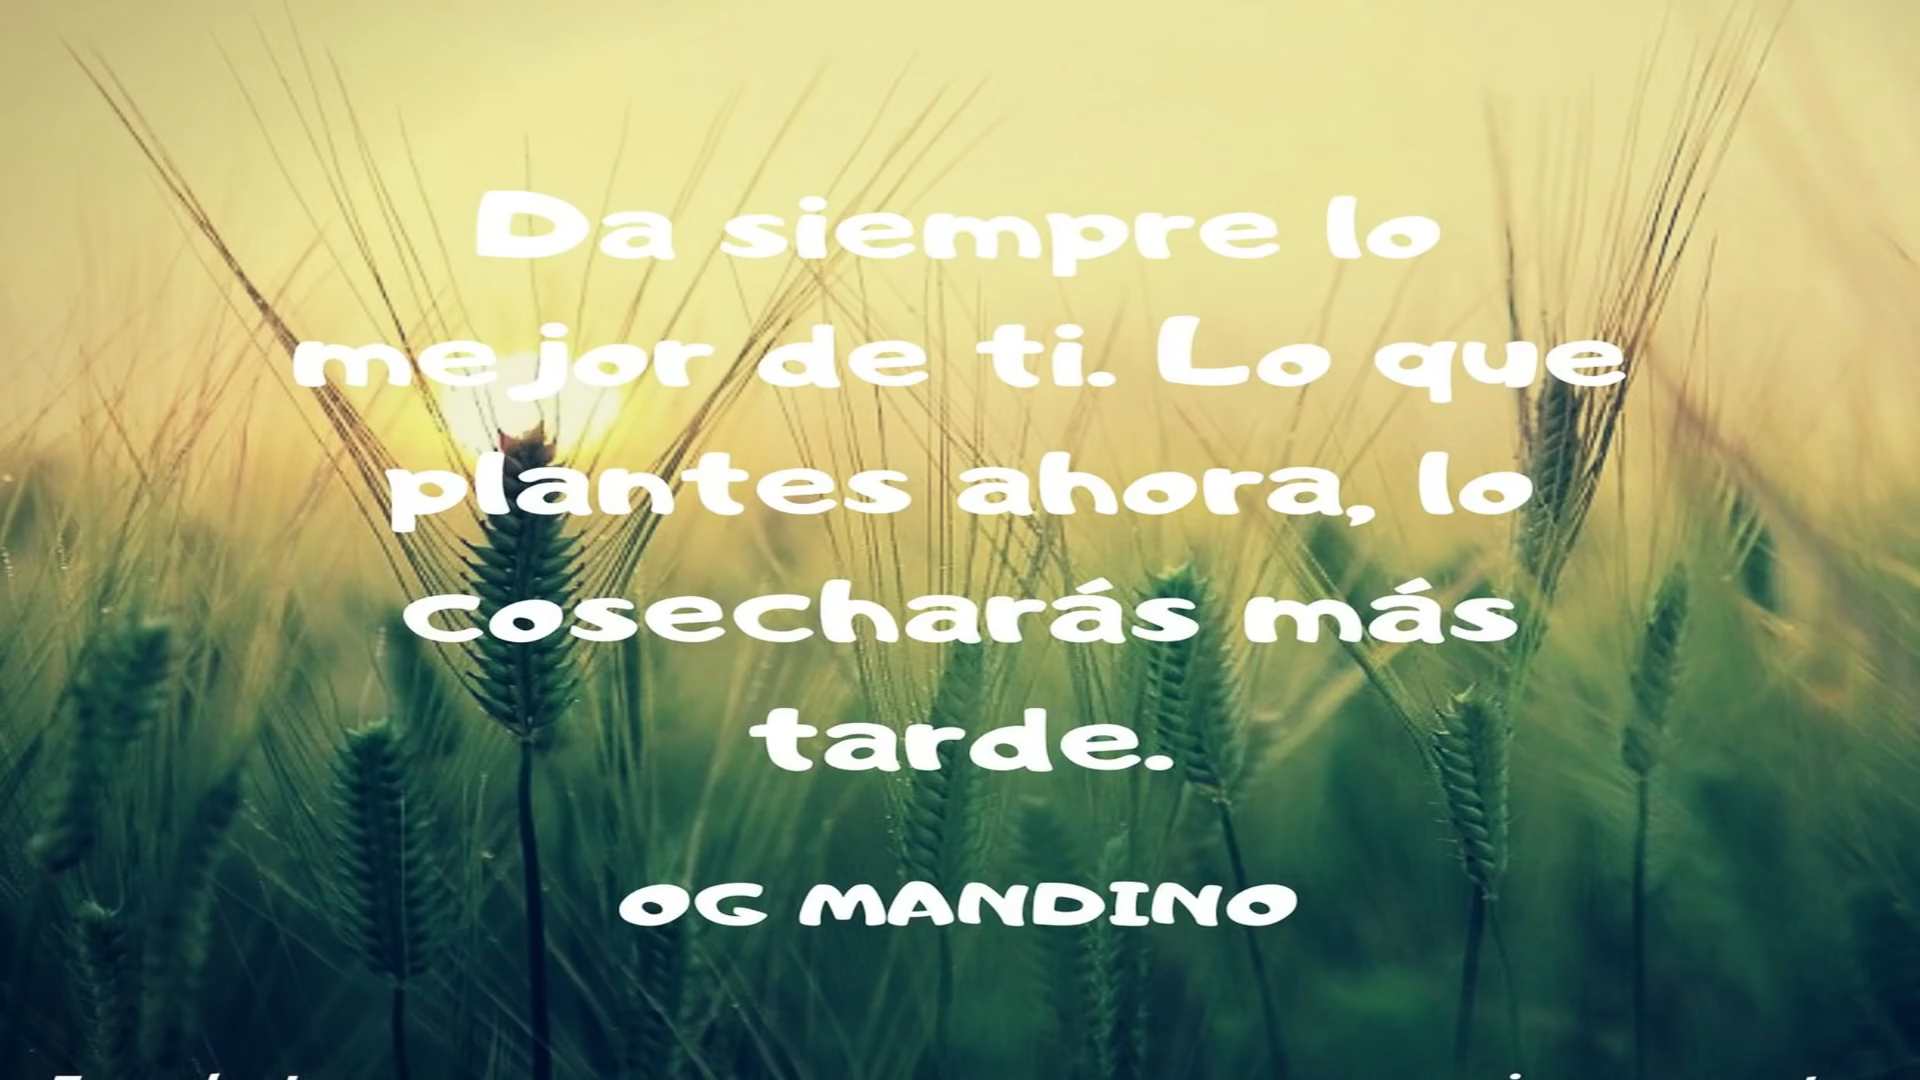 Da siempre lo
mejor de ti. Lo que
plantes ahora, lo
cosecharás más
tarde.
OG MANDINO